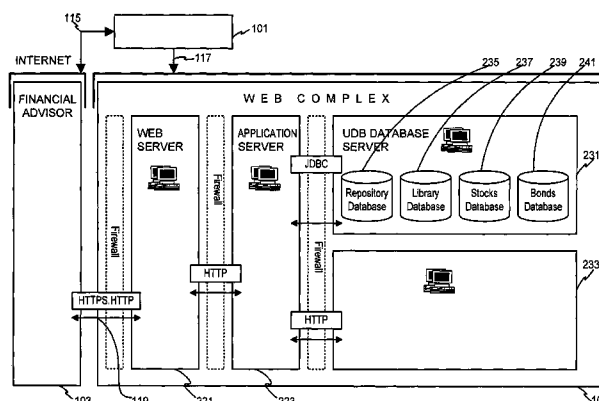 115
101
117
INTERNET
235
237
239
241
FINANCIAL
ADVISOR
WEB COMPLEX
WEB
SERVER
APPLICATION
SERVER
UDB DATABASE
SERVER
231
JDBC
Repository
Database
Library
Database
Stocks
Database
Bonds
Database
Firewall
Firewall
Firewall
233
HTTP
HTTPS.HTTP
HTTP
103
119